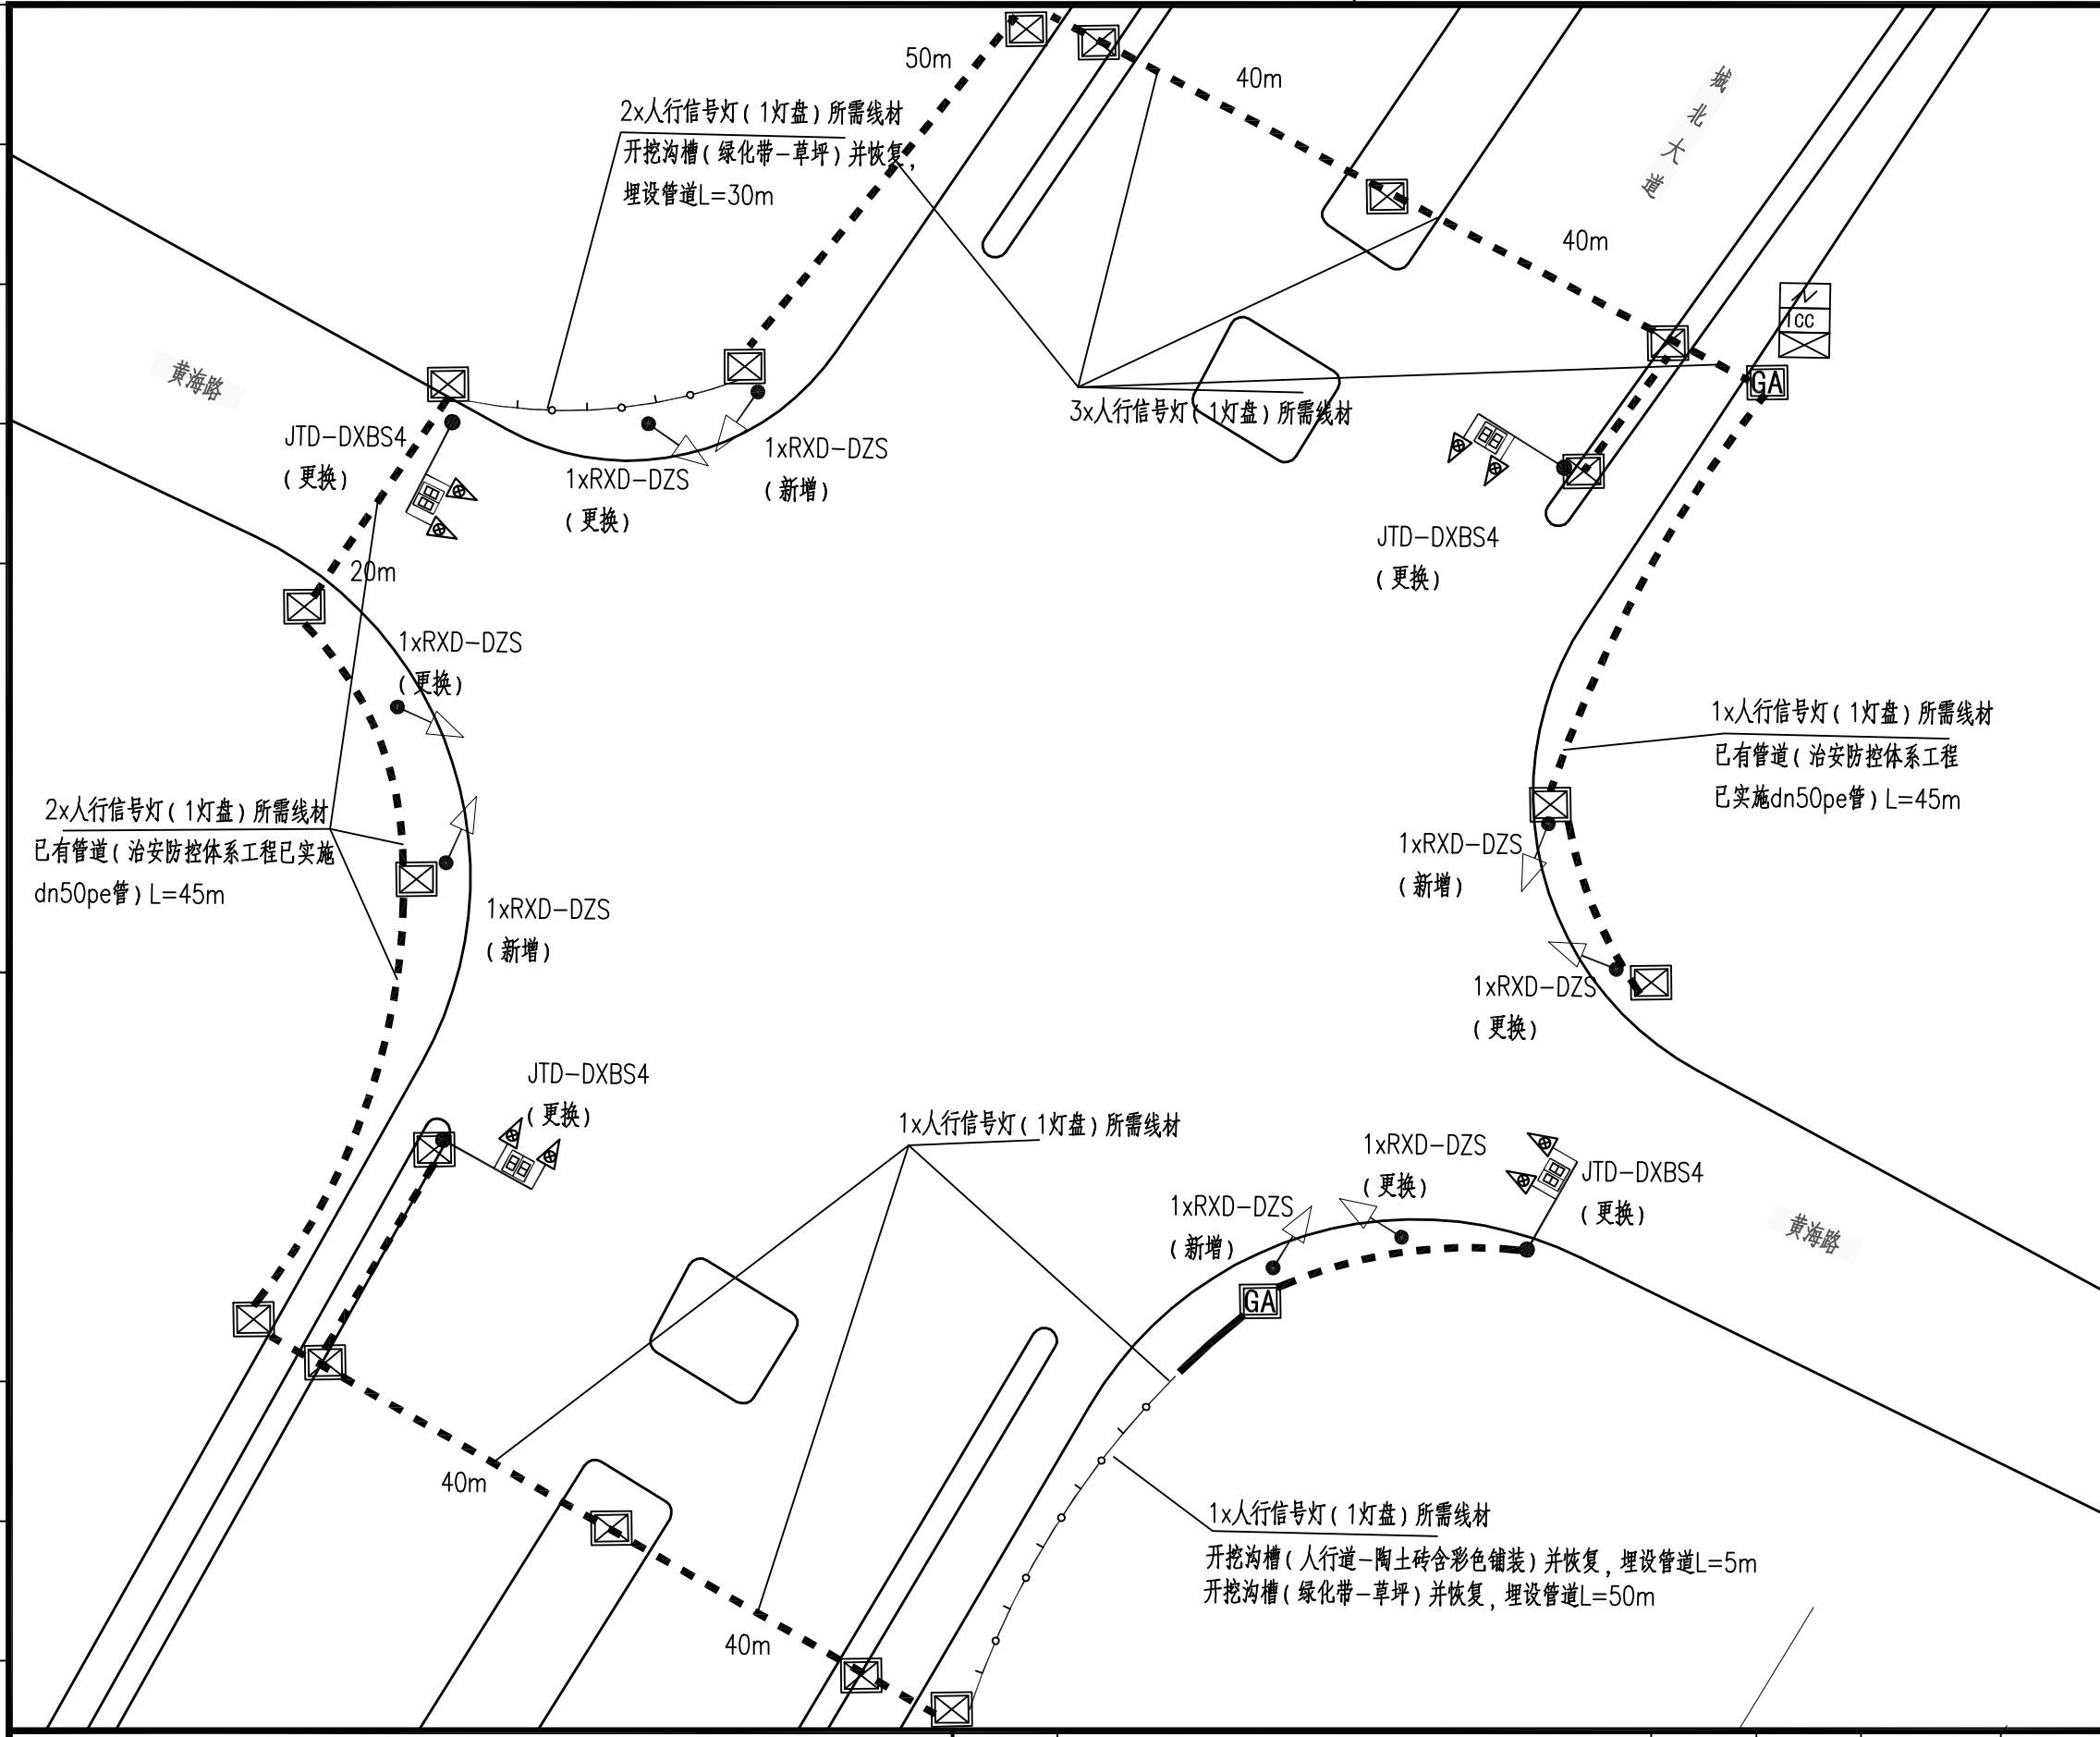 50m
40m
2x人行信号灯(1灯盘)所需线材
开挖沟槽(绿化带-草坪)并恢复,
埋设管道L=30m
城北大道
40m
1cc
黄海路
GA
3x人行信号灯(1灯盘)所需线材
JTD-DXBS4
(更换)
1xRXD-DZS
(更换)
1xRXD-DZS
(新增)
JTD-DXBS4
(更换)
20m
1xRXD-DZS
(更换)
1x人行信号灯(1灯盘)所需线材
已有管道(治安防控体系工程
已实施dn50pe管)L=45m
2x人行信号灯(1灯盘)所需线材
已有管道(治安防控体系工程已实施
dn50pe管)L=45m
1xRXD-DZS
(新增)
1xRXD-DZS
(新增)
1xRXD-DZS
(更换)
JTD-DXBS4
(更换)
1x人行信号灯(1灯盘)所需线材
1xRXD-DZS
(更换)
JTD-DXBS4
(更换)
1xRXD-DZS
(新增)
黄海路
GA
40m
1x人行信号灯(1灯盘)所需线材
开挖沟槽(人行道-陶土砖含彩色铺装)并恢复,埋设管道L=5m
开挖沟槽(绿化带-草坪)并恢复,埋设管道L=50m
40m